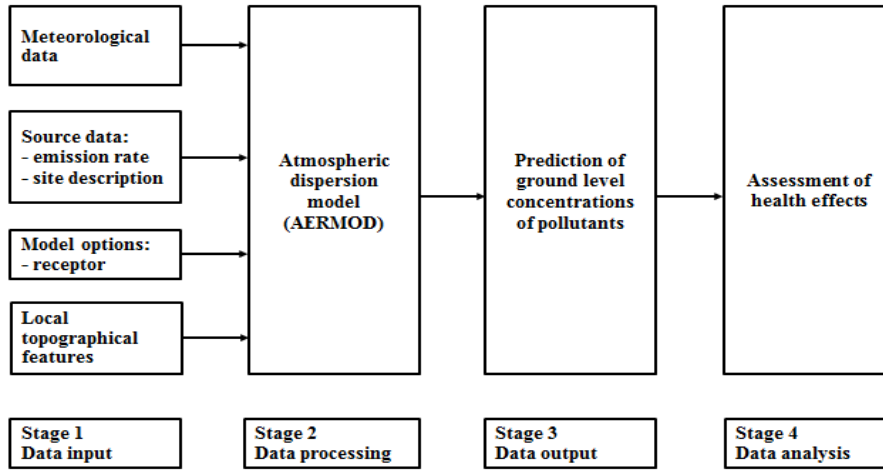 Meteorological
data
Source data:
- emission rate
- site description
Model options:
- receptor
Local
topographical
features
Atmospheric
dispersion
model
(AERMOD)
Prediction of
ground level
concentrations
of pollutants
Assessment of
health effects
Stage 1
Data input
Stage 2
Data processing
Stage 3
Data output
Stage 4
Data analysis